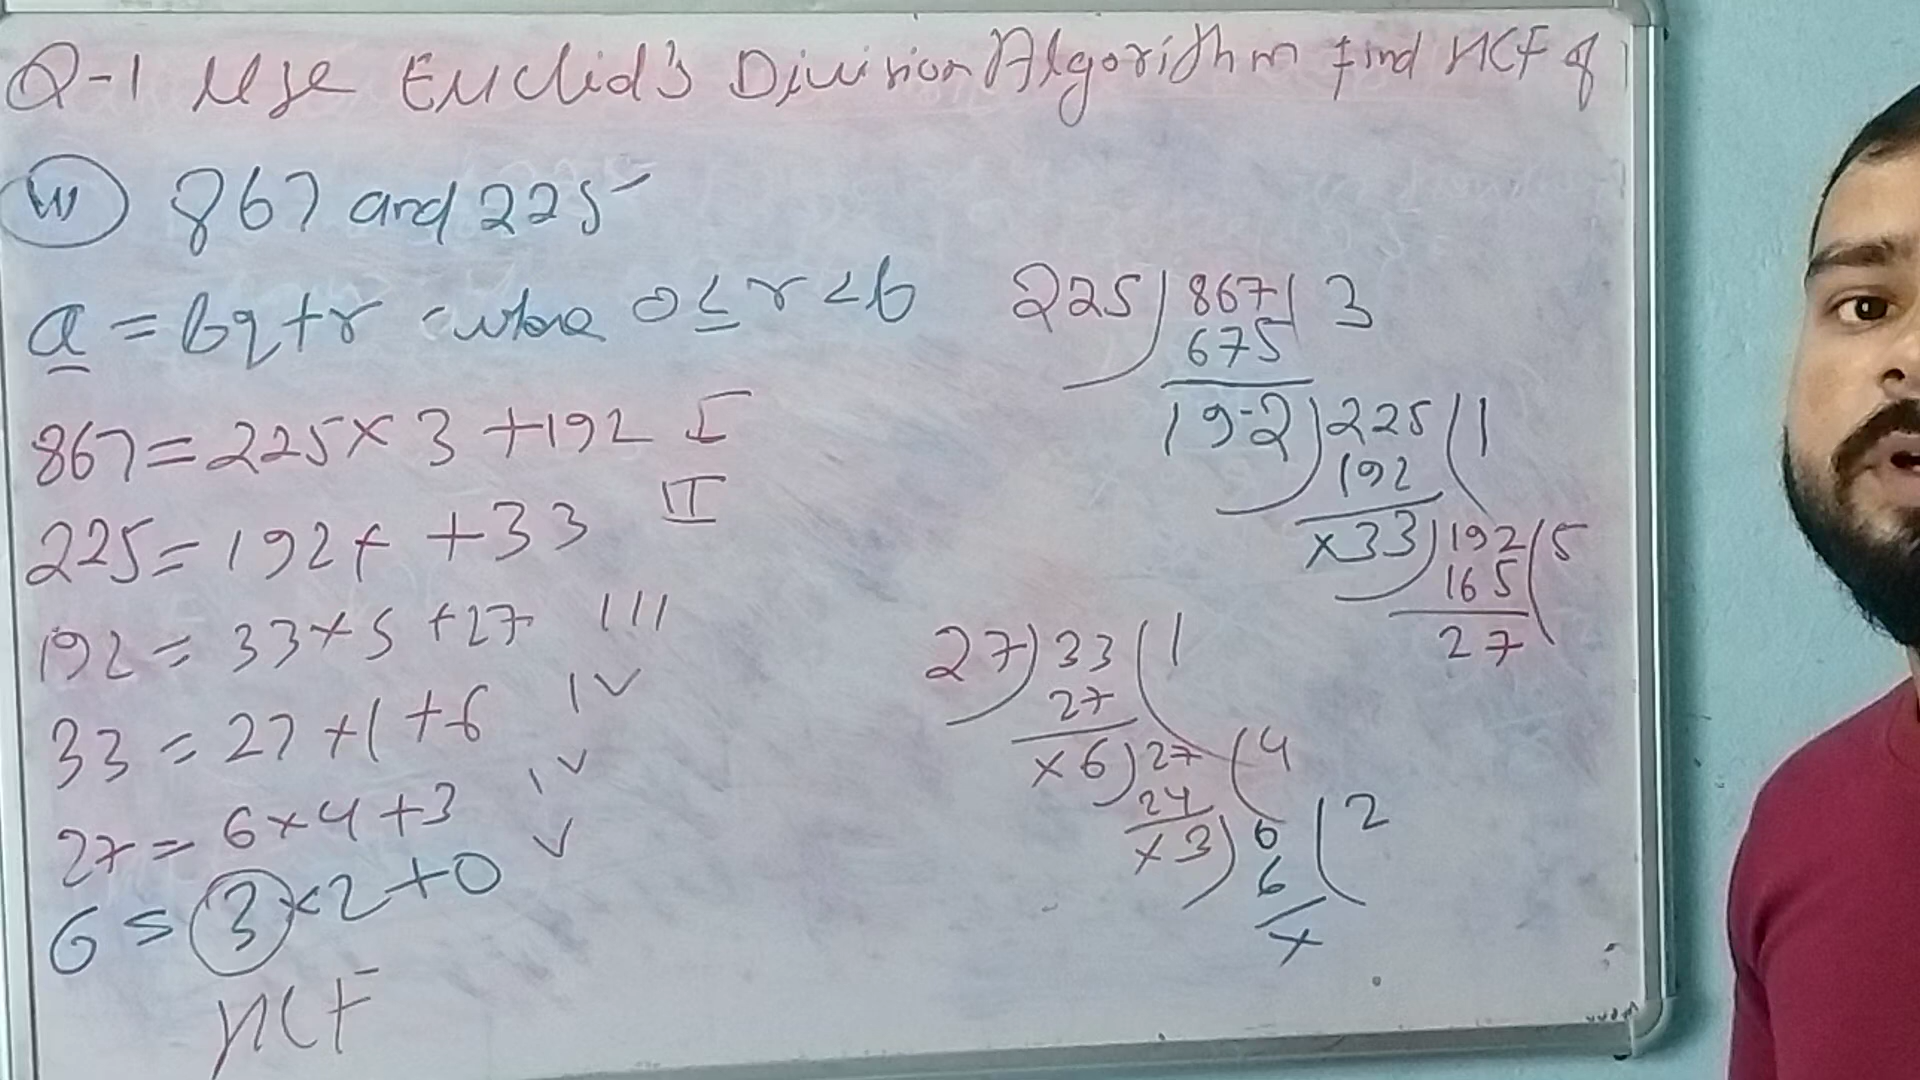 Q-1 Use Euclid's Division Algorithm find HCF of
867 and 225
a = bq+r where 0≤r<b
867=225×3+192 I
225=192× +33 II
192=33×5+27 III
33=27×1+6 IV
27=6×4+3 IV
6=3×2+0 V
HCF
225)867(3
675
192)225(1
192
×33)192(5
165
27
27)33(1
27
×6)27(4
24
×3)6(2
6
×